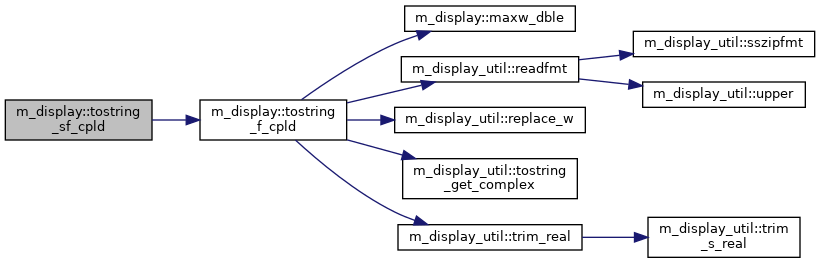 m_display::tostring
_sf_cpld
m_display::tostring
_f_cpld
m_display::maxw_dble
m_display_util::readfmt
m_display_util::sszipfmt
m_display_util::upper
m_display_util::replace_w
m_display_util::tostring
_get_complex
m_display_util::trim_real
m_display_util::trim
_s_real